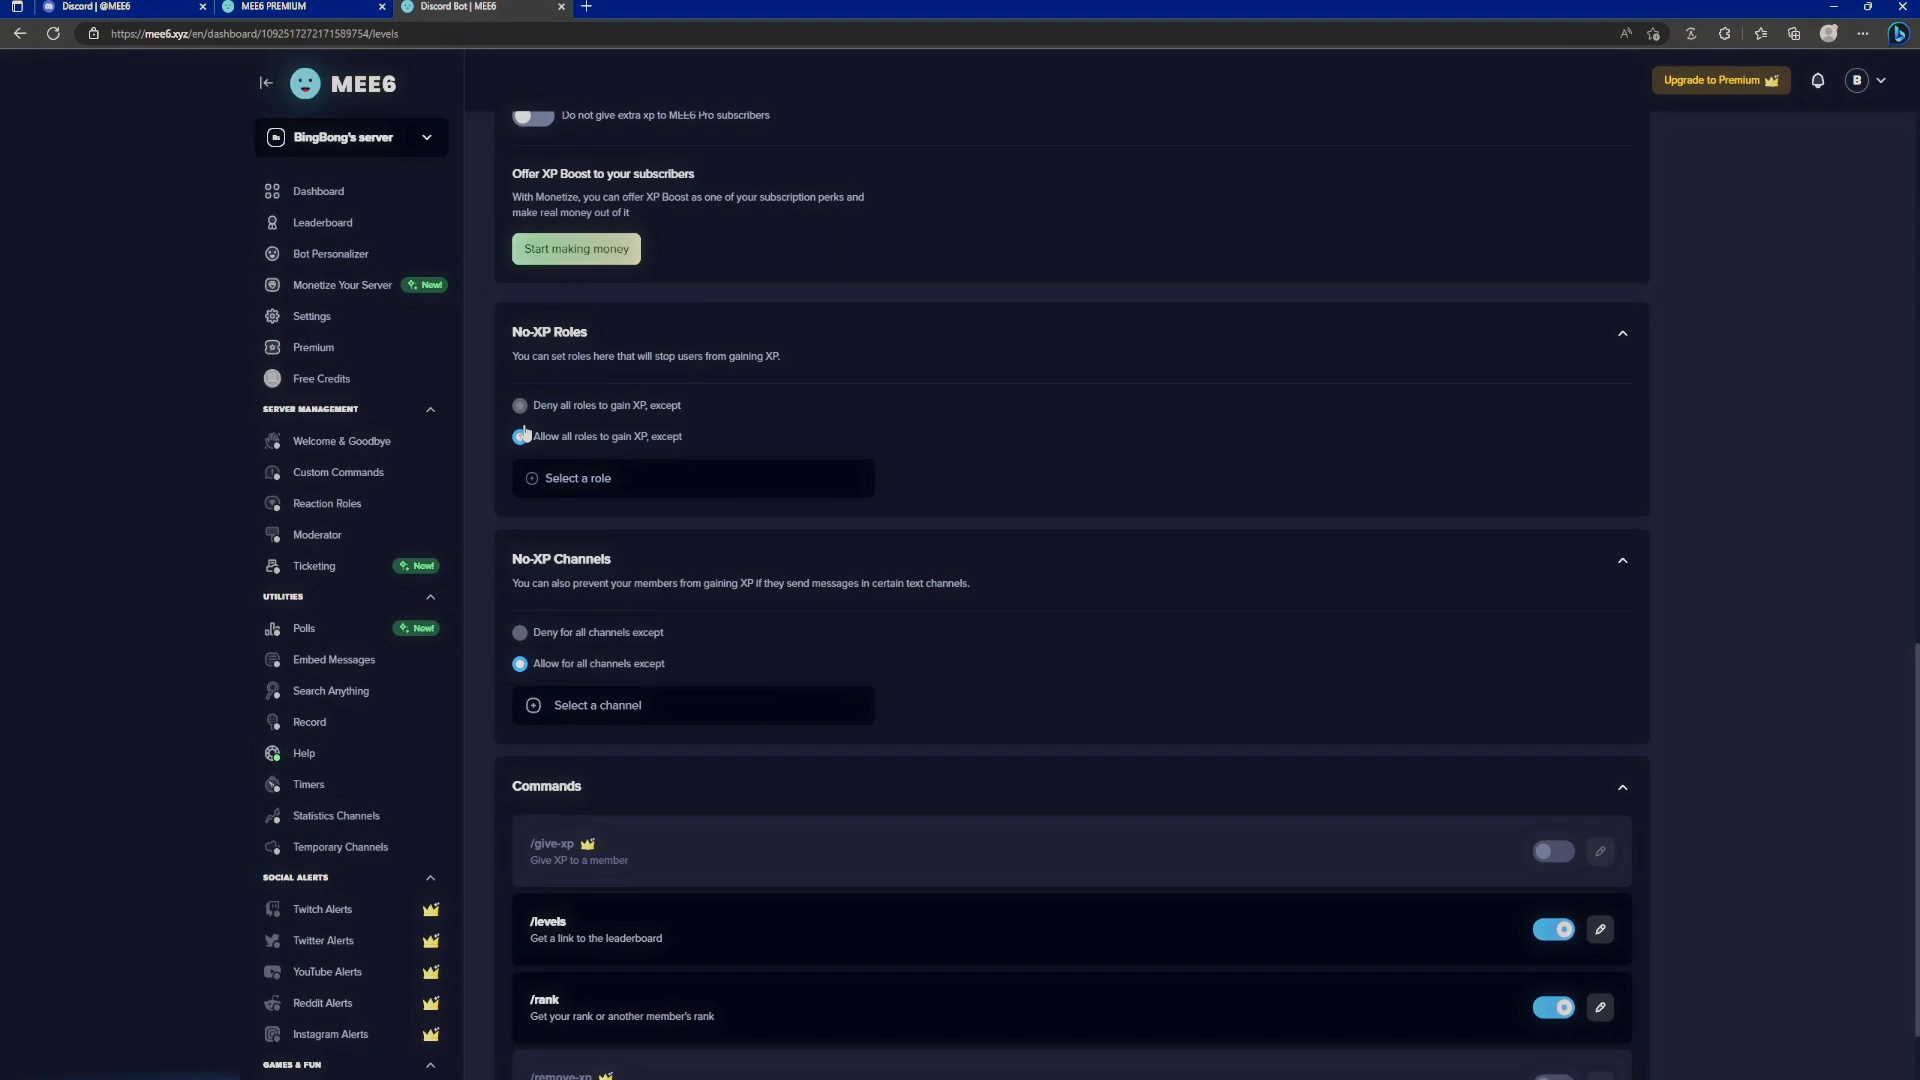 Discord | @MEE6
MEE6 PREMIUM
Discord Bot | MEE6
https://mee6.xyz/en/dashboard/1092517272171589754/levels
MEE6
Upgrade to Premium
B
BingBong's server
Dashboard
Leaderboard
Bot Personalizer
Monetize Your Server
New!
Settings
Premium
Free Credits
SERVER MANAGEMENT
Welcome & Goodbye
Custom Commands
Reaction Roles
Moderator
Ticketing
New!
UTILITIES
Polls
New!
Embed Messages
Search Anything
Record
Help
Timers
Statistics Channels
Temporary Channels
SOCIAL ALERTS
Twitch Alerts
Twitter Alerts
YouTube Alerts
Reddit Alerts
Instagram Alerts
GAMES & FUN
Do not give extra xp to MEE6 Pro subscribers
Offer XP Boost to your subscribers
With Monetize, you can offer XP Boost as one of your subscription perks and
make real money out of it
Start making money
No-XP Roles
You can set roles here that will stop users from gaining XP.
Deny all roles to gain XP, except
Allow all roles to gain XP, except
Select a role
No-XP Channels
You can also prevent your members from gaining XP if they send messages in certain text channels.
Deny for all channels except
Allow for all channels except
Select a channel
Commands
/give-xp
Give XP to a member
/levels
Get a link to the leaderboard
/rank
Get your rank or another member's rank
/remove-xp